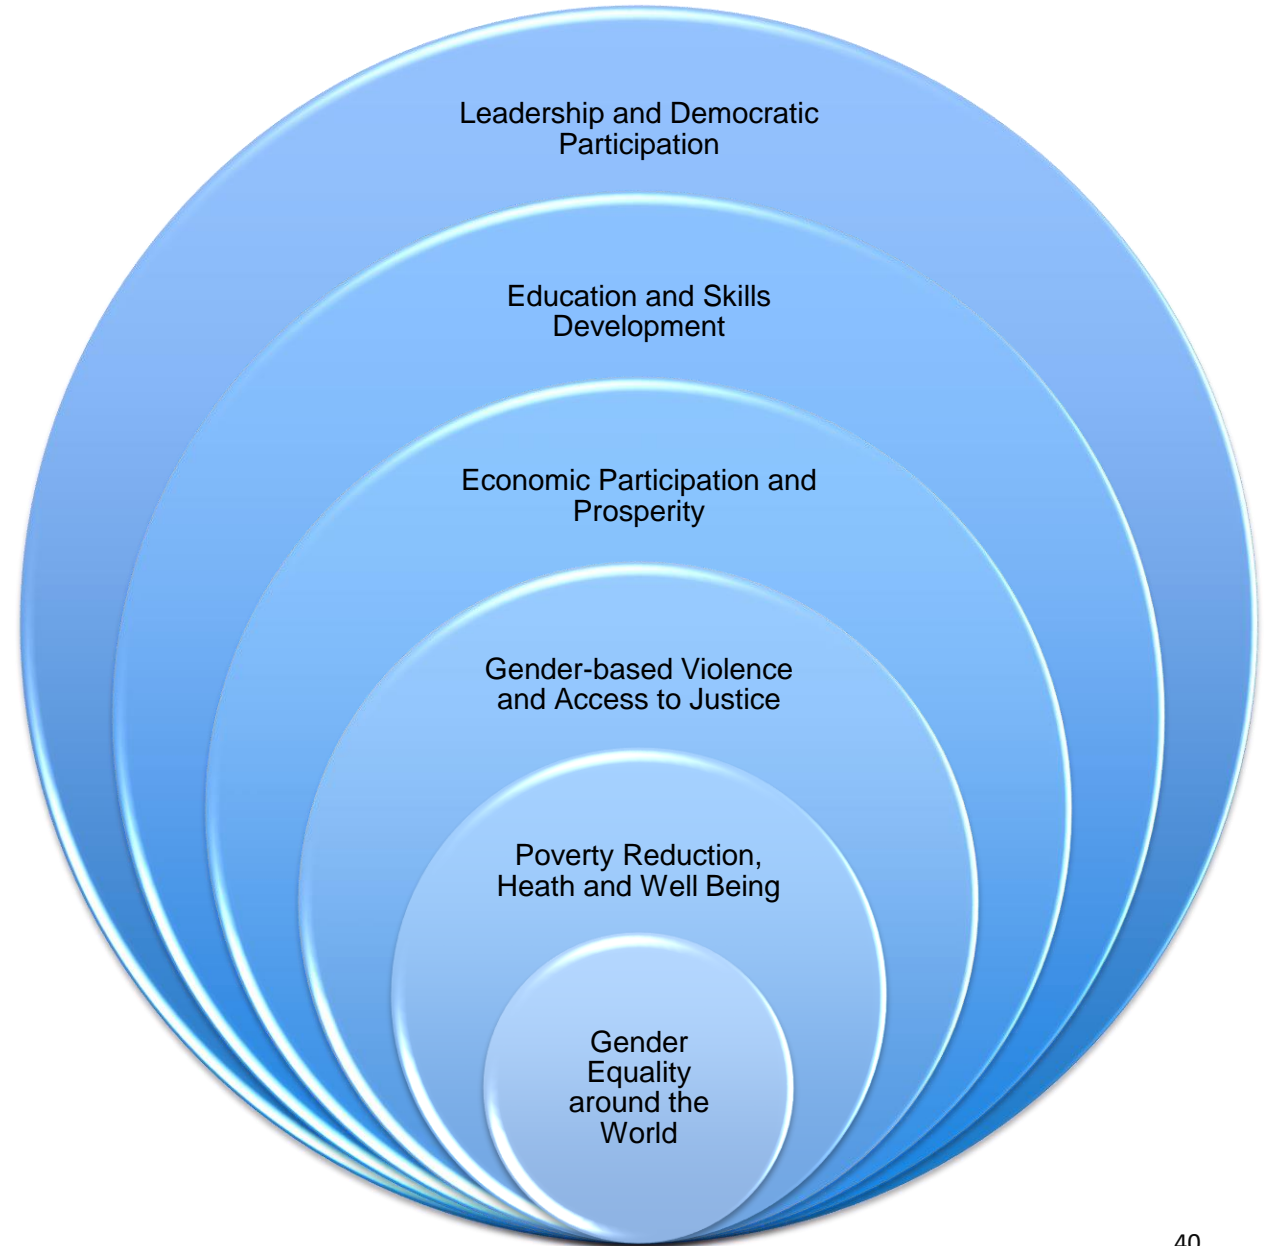 Leadership and Democratic
Participation
Education and Skills
Development
Economic Participation and
Prosperity
Gender-based Violence
and Access to Justice
Poverty Reduction,
Heath and Well Being
Gender
Equality
around the
World
40